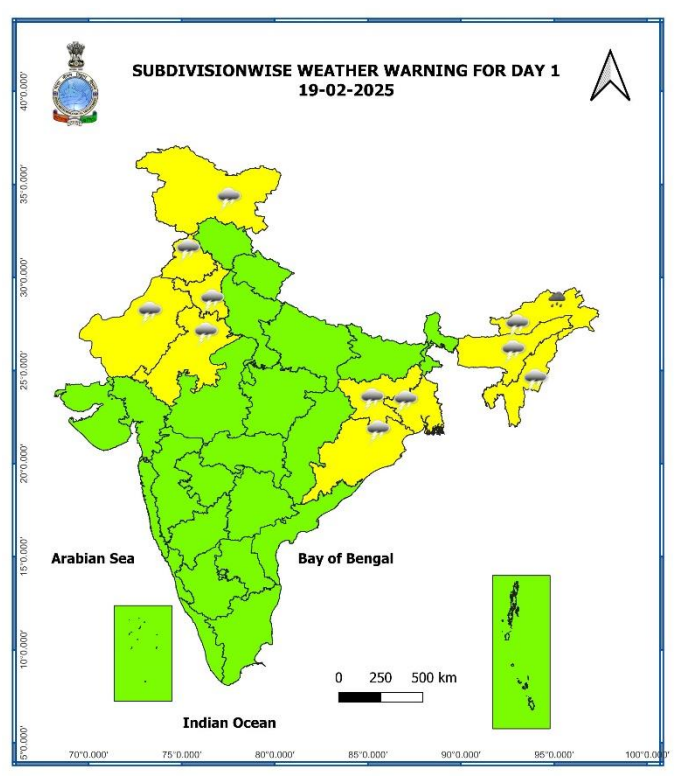 SUBDIVISIONWISE WEATHER WARNING FOR DAY 1
19-02-2025
40°0.000'
35°0.000'
30°0.000'
25°0.000'
20°0.000'
15°0.000'
10°0.000'
5°0.000'
Arabian Sea
Bay of Bengal
0 250 500 km
Indian Ocean
70°0.000' 75°0.000' 80°0.000' 85°0.000' 90°0.000' 95°0.000' 100°0.000'